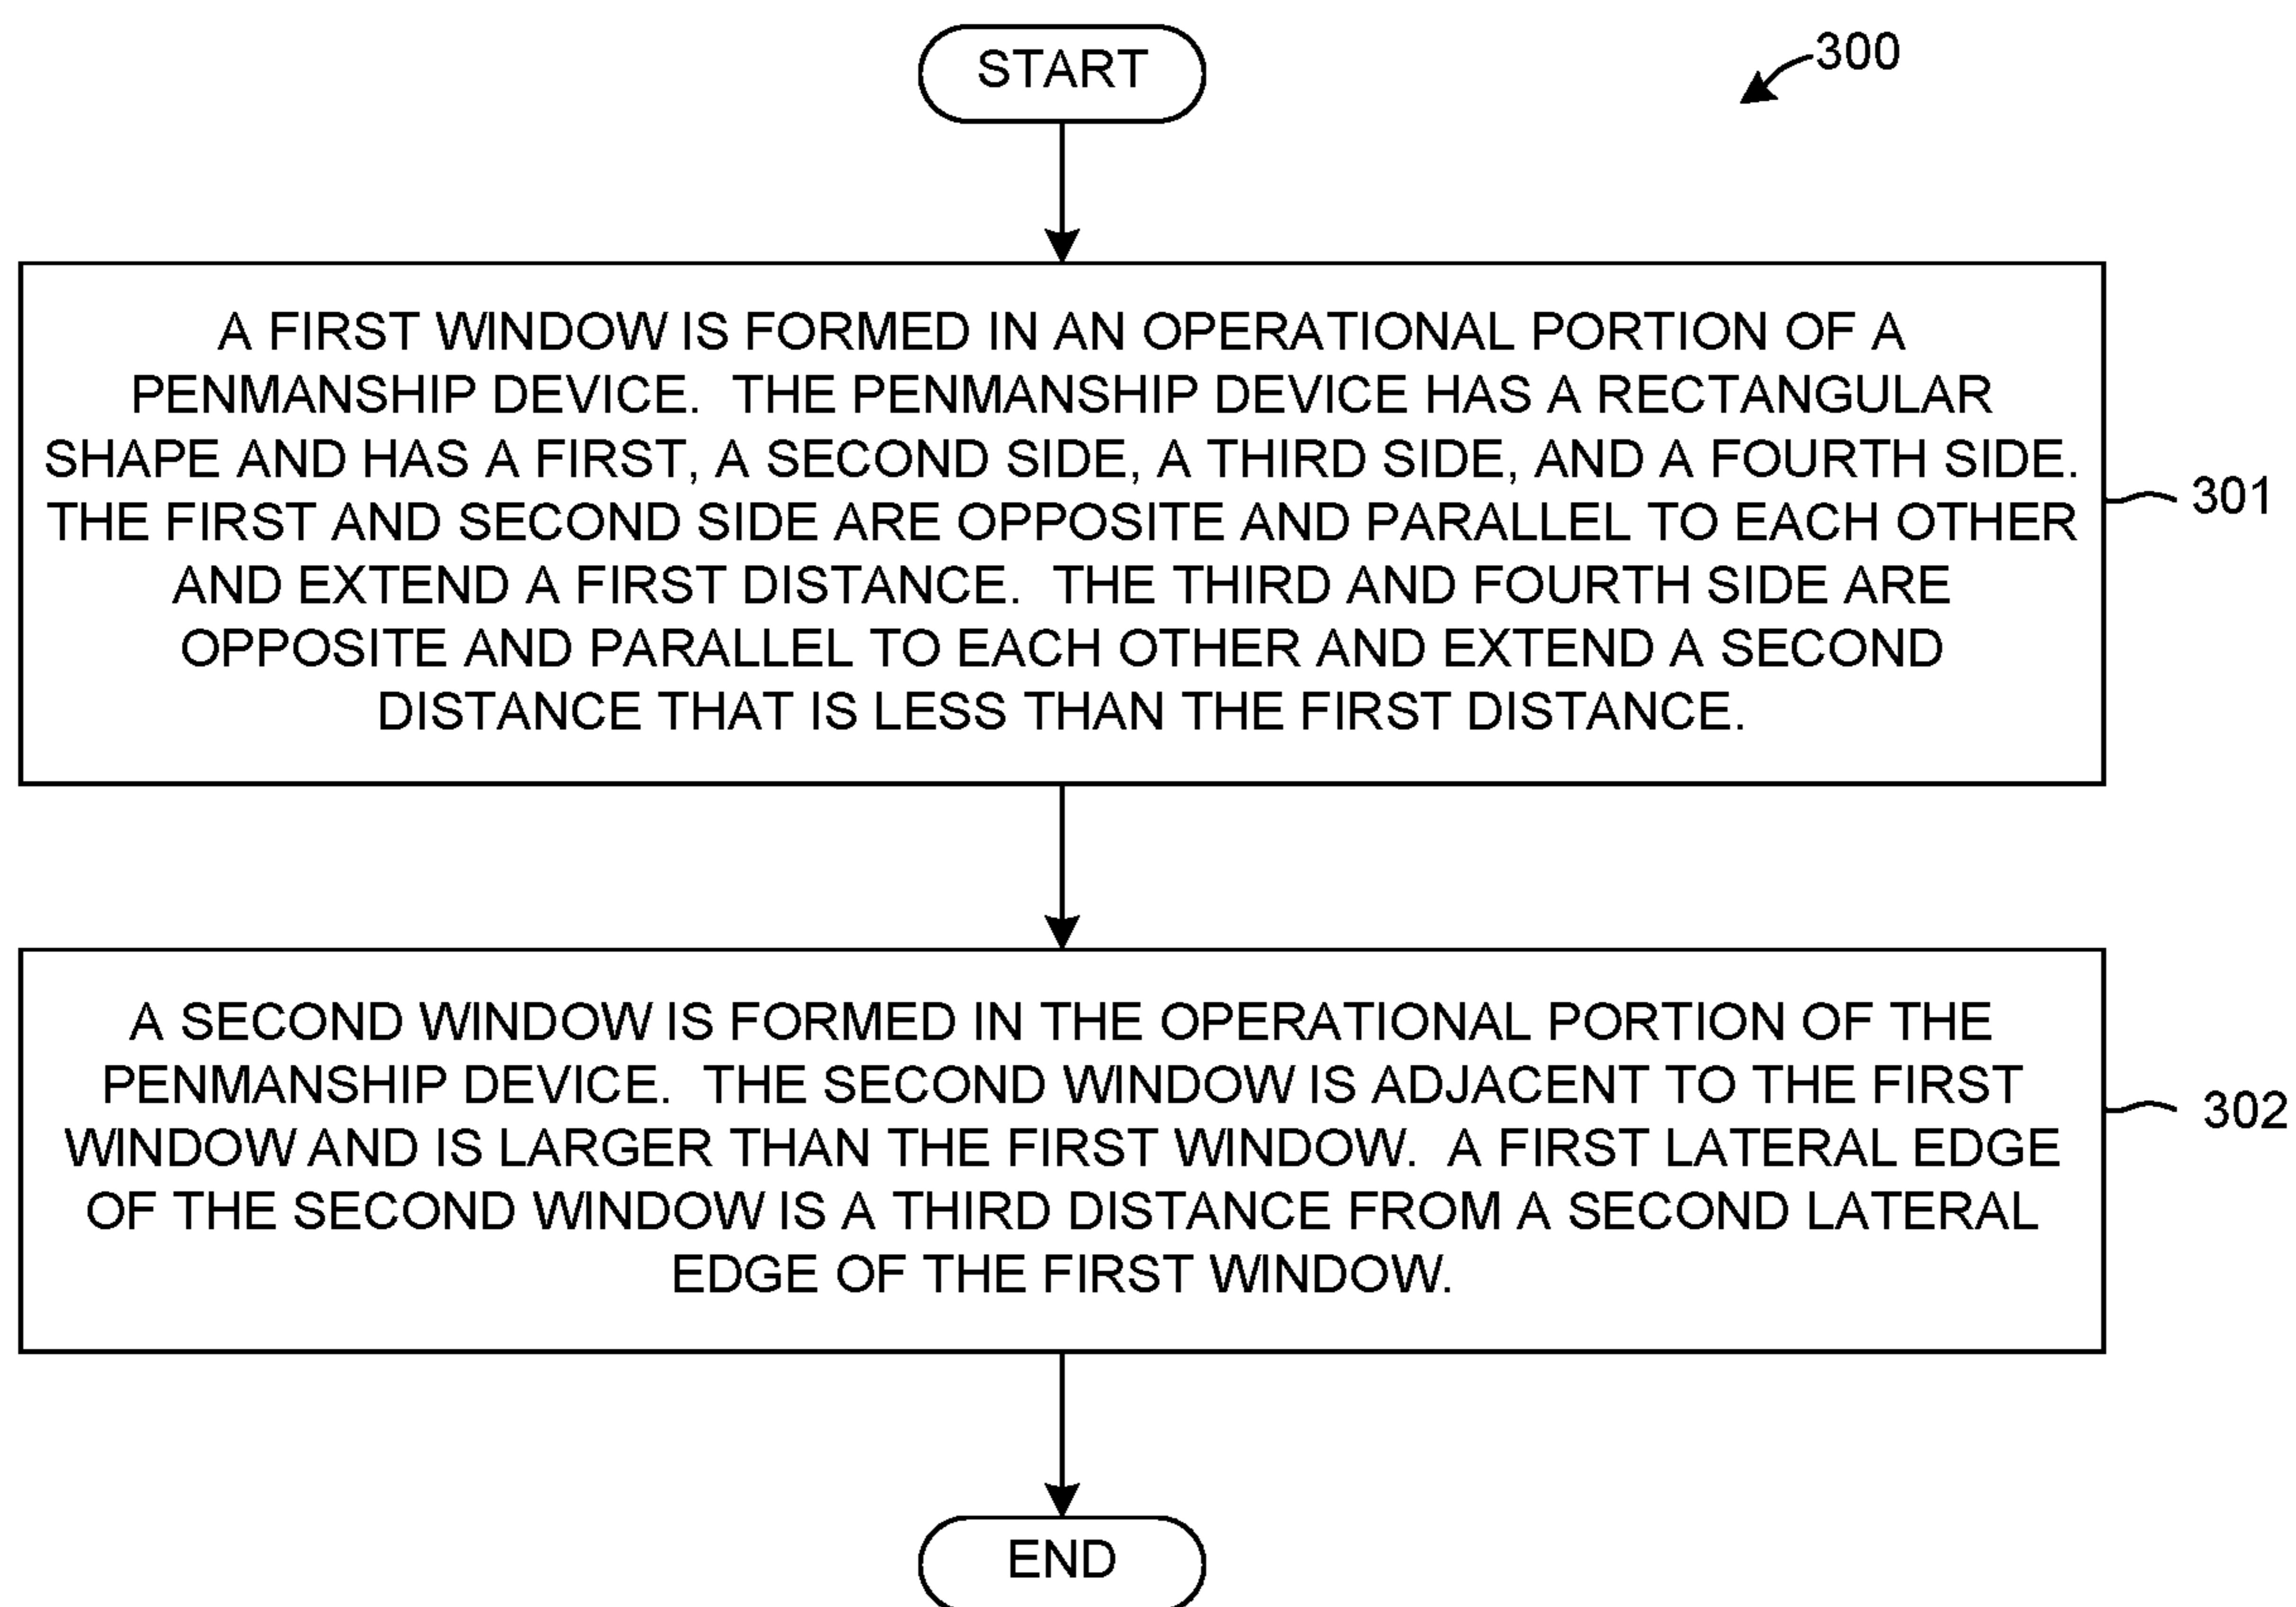 START
300
A FIRST WINDOW IS FORMED IN AN OPERATIONAL PORTION OF A
PENMANSHIP DEVICE.  THE PENMANSHIP DEVICE HAS A RECTANGULAR
SHAPE AND HAS A FIRST, A SECOND SIDE, A THIRD SIDE, AND A FOURTH SIDE.
THE FIRST AND SECOND SIDE ARE OPPOSITE AND PARALLEL TO EACH OTHER
AND EXTEND A FIRST DISTANCE.  THE THIRD AND FOURTH SIDE ARE
OPPOSITE AND PARALLEL TO EACH OTHER AND EXTEND A SECOND
DISTANCE THAT IS LESS THAN THE FIRST DISTANCE.
301
A SECOND WINDOW IS FORMED IN THE OPERATIONAL PORTION OF THE
PENMANSHIP DEVICE.  THE SECOND WINDOW IS ADJACENT TO THE FIRST
WINDOW AND IS LARGER THAN THE FIRST WINDOW.  A FIRST LATERAL EDGE
OF THE SECOND WINDOW IS A THIRD DISTANCE FROM A SECOND LATERAL
EDGE OF THE FIRST WINDOW.
302
END